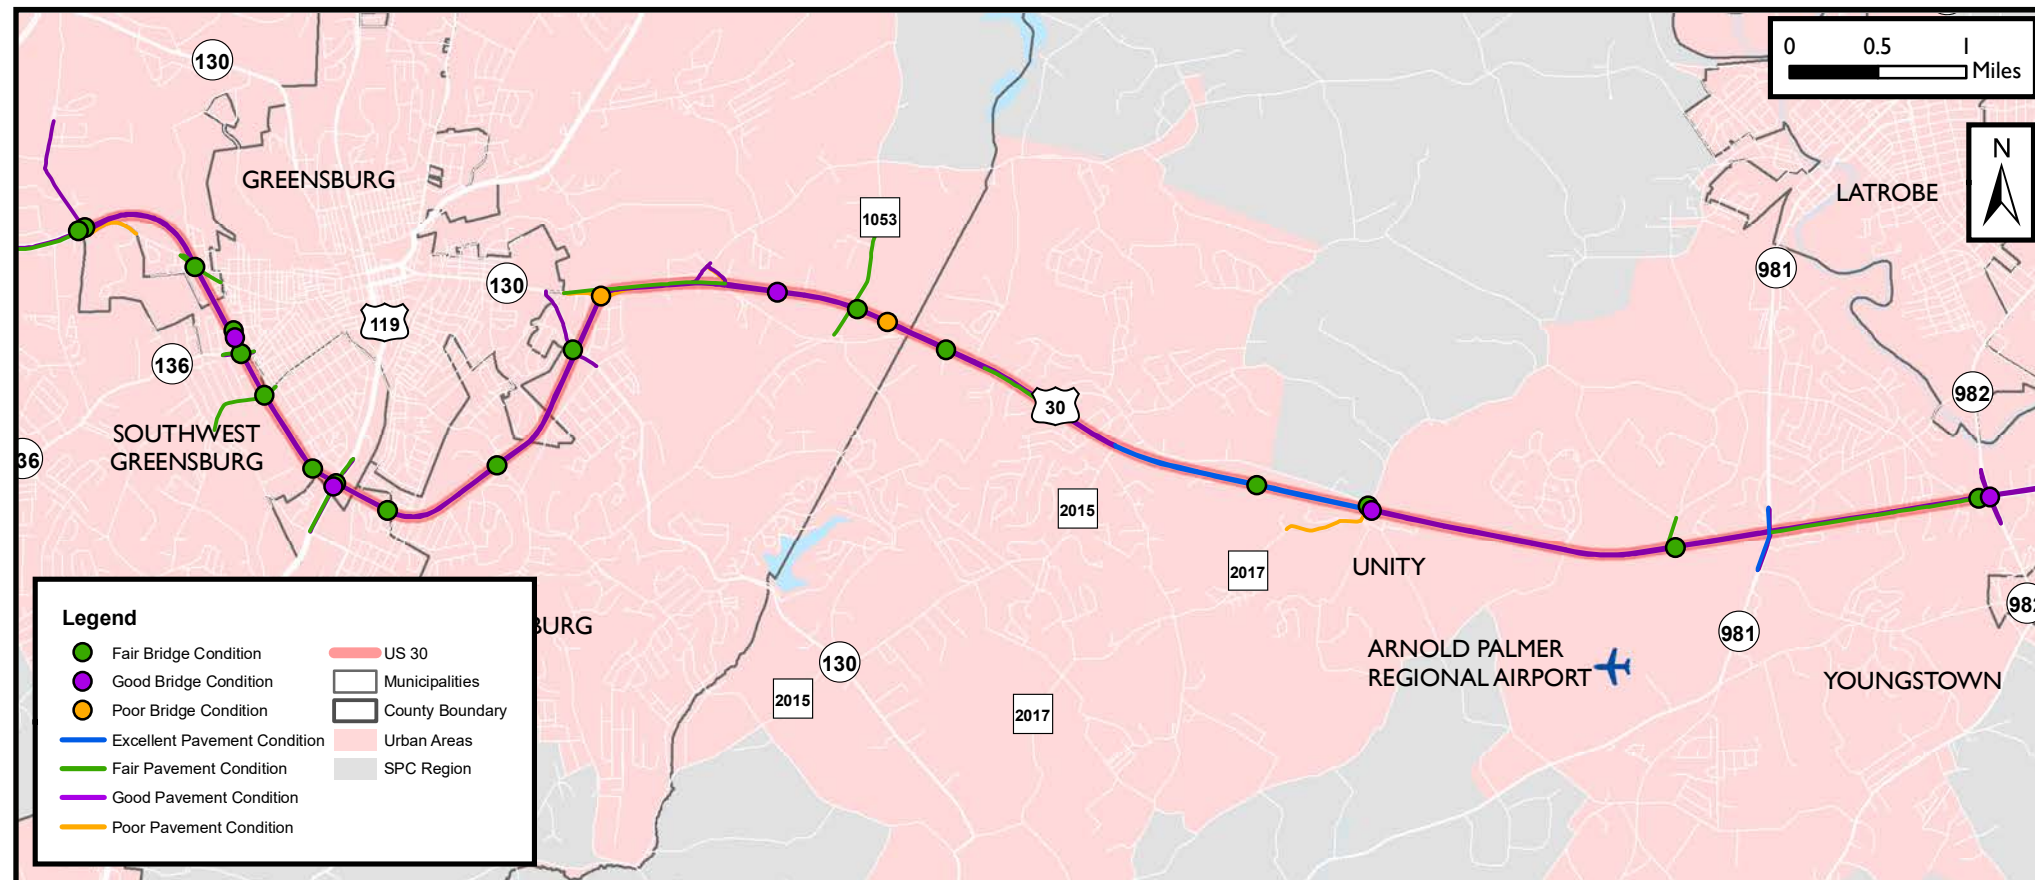 0 0.5 1
Miles
N
130
GREENSBURG
LATROBE
1053
130
981
119
136
982
30
SOUTHWEST
GREENSBURG
36
2015
2017
UNITY
982
BURG
981
ARNOLD PALMER
REGIONAL AIRPORT
130
YOUNGSTOWN
2015
2017
Legend
Fair Bridge Condition
Good Bridge Condition
Poor Bridge Condition
Excellent Pavement Condition
Fair Pavement Condition
Good Pavement Condition
Poor Pavement Condition
US 30
Municipalities
County Boundary
Urban Areas
SPC Region